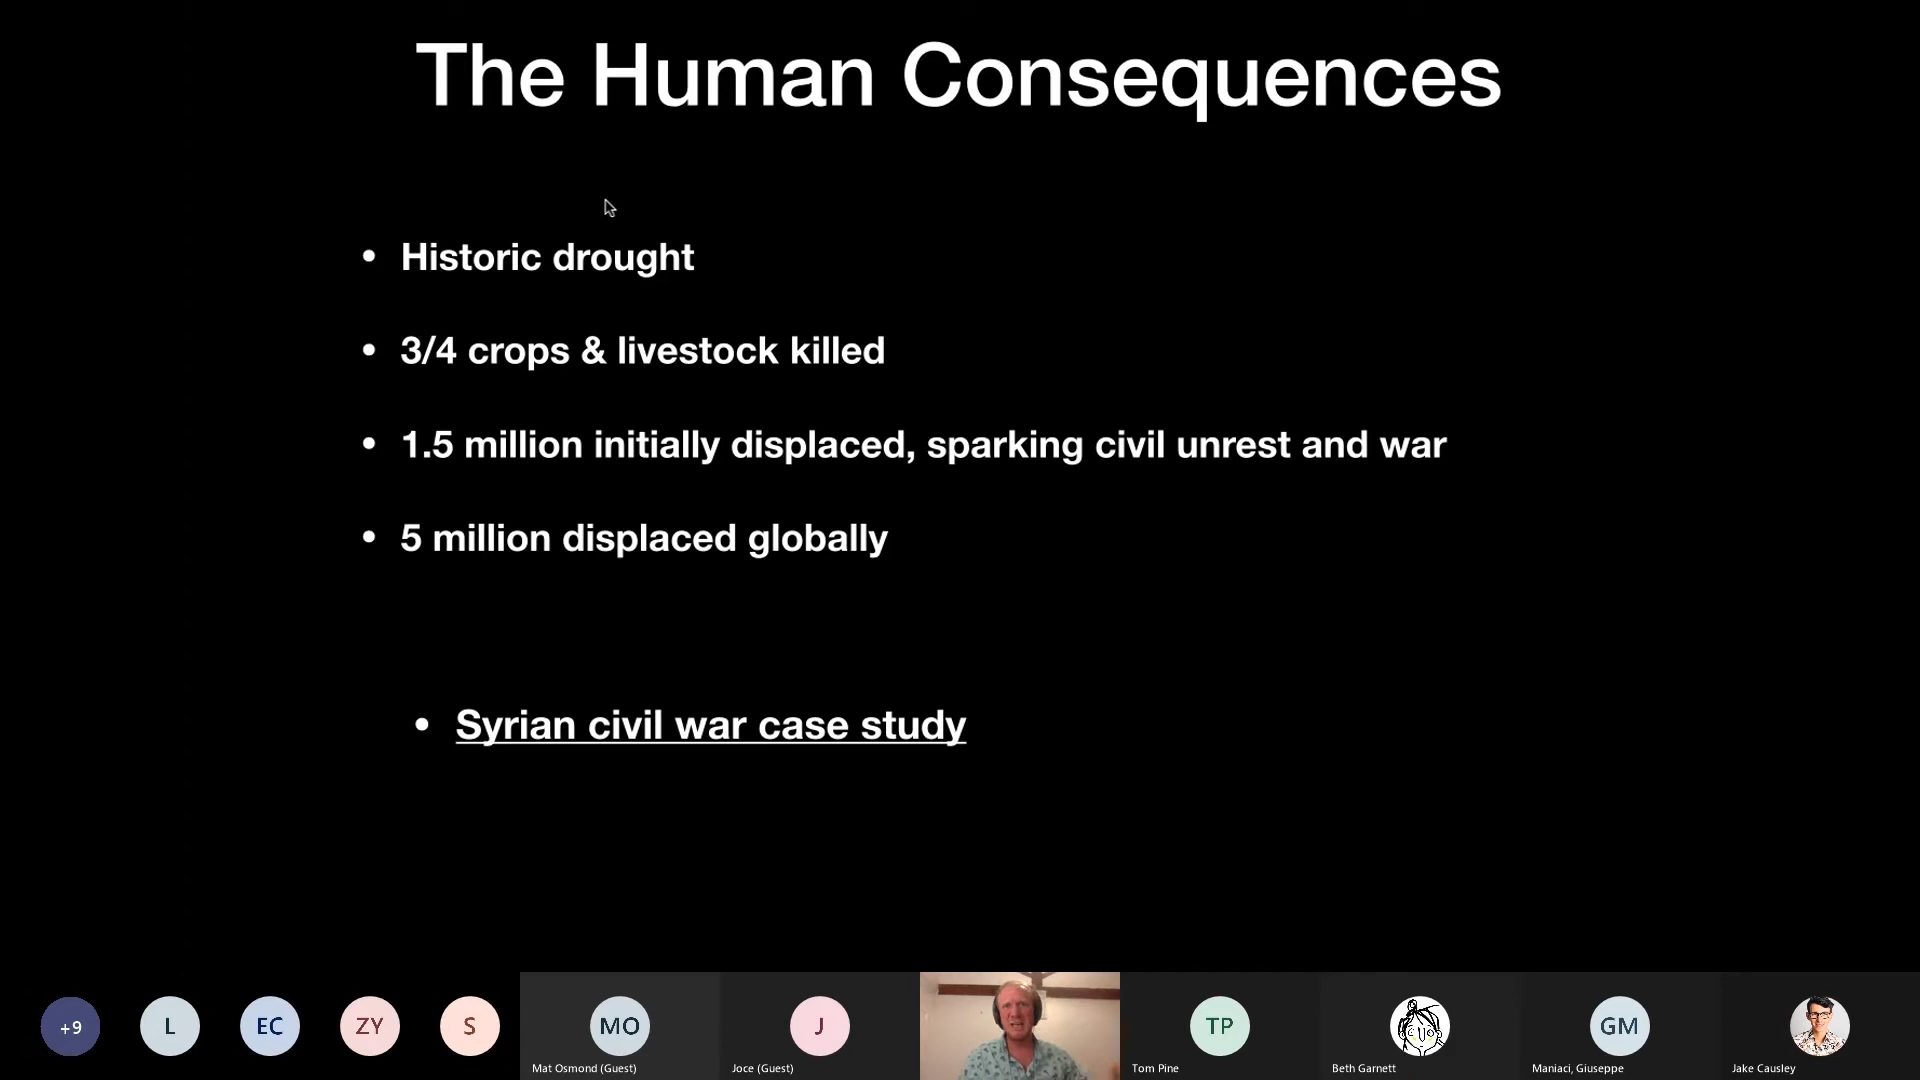 The Human Consequences
• Historic drought
• 3/4 crops & livestock killed
• 1.5 million initially displaced, sparking civil unrest and war
• 5 million displaced globally
• Syrian civil war case study
+9
L
EC
ZY
S
MO
J
TP
GM
Mat Osmond (Guest)
Joce (Guest)
Tom Pine
Beth Garnett
Maniaci, Giuseppe
Jake Causley